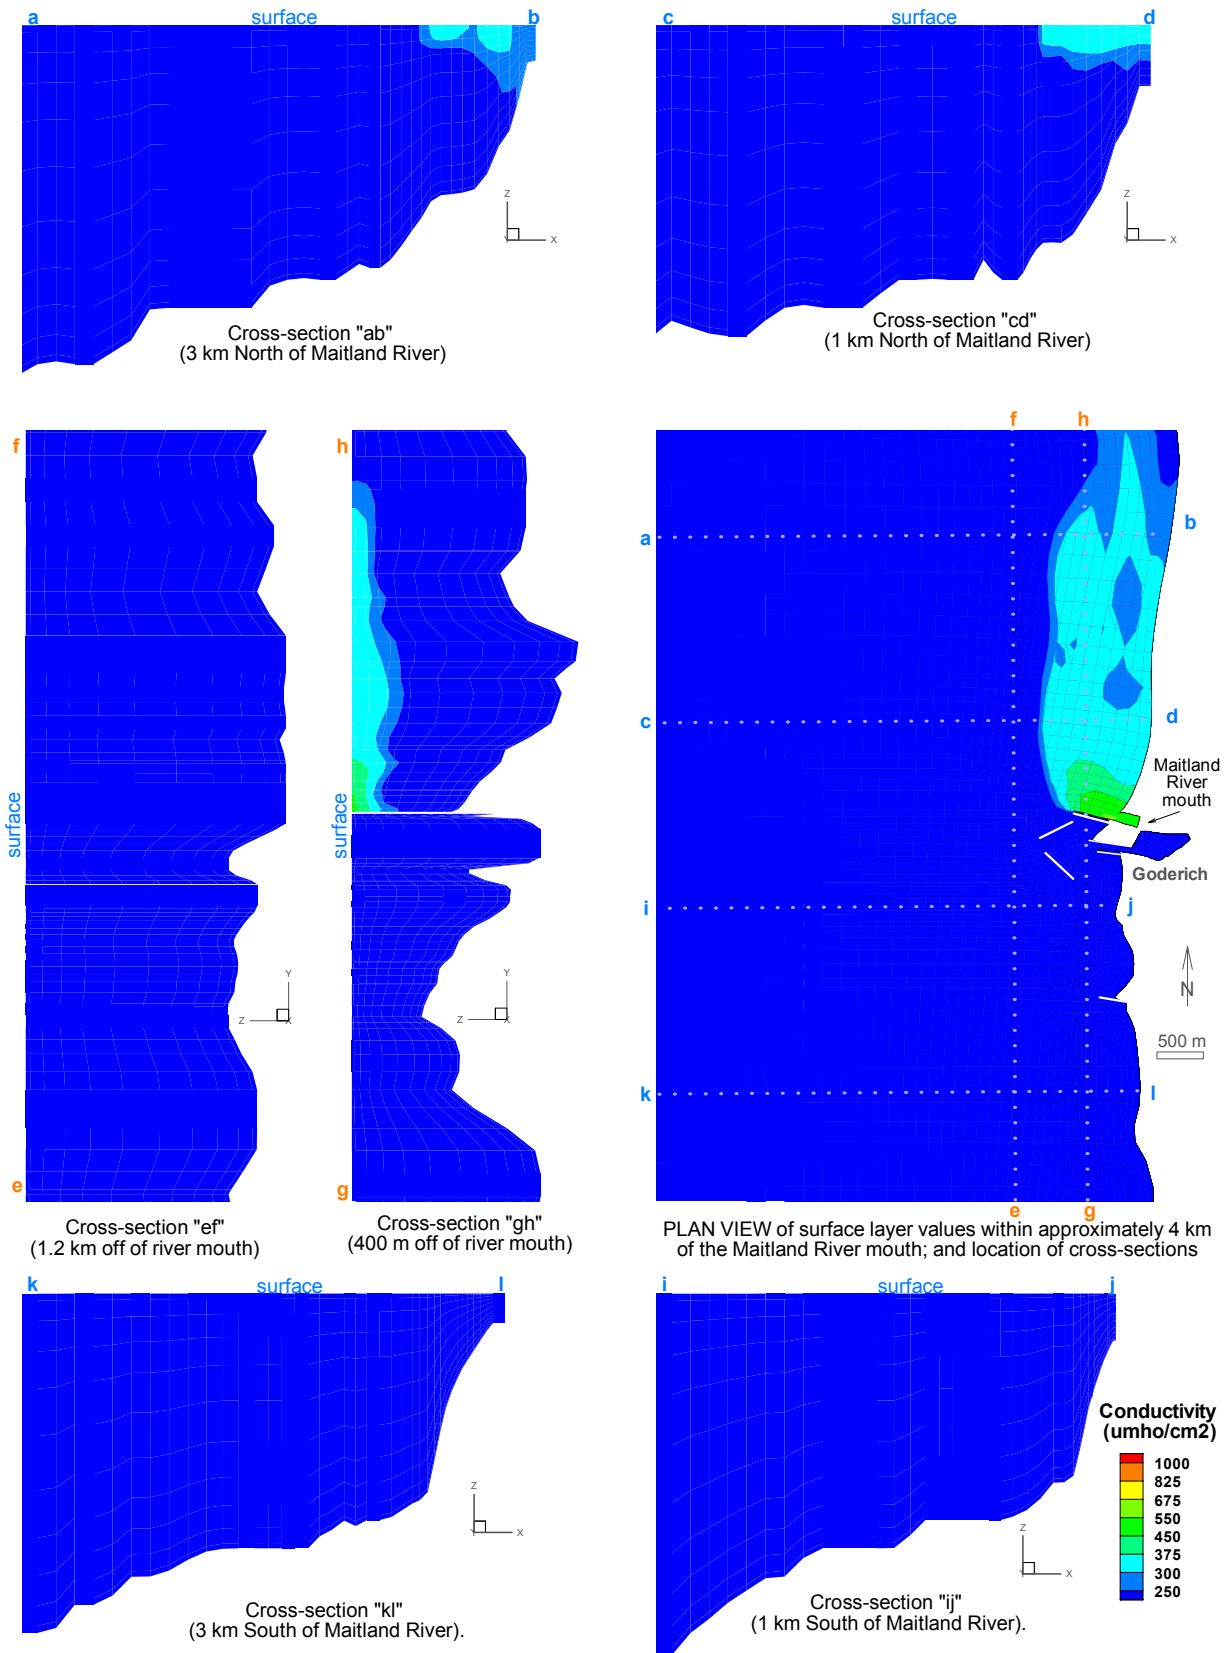 a surface b
c surface d
z
x
Y
z
x
Y
Cross-section "ab"
(3 km North of Maitland River)
Cross-section "cd"
(1 km North of Maitland River)
f
h
surface
e
Y
z
x
Cross-section "ef"
(1.2 km off of river mouth)
surface
g
Y
z
x
Cross-section "gh"
(400 m off of river mouth)
f h
a b
c d
Maitland
River
mouth
Goderich
i j
N
500 m
k l
e g
PLAN VIEW of surface layer values within approximately 4 km
of the Maitland River mouth; and location of cross-sections
k surface l
z
x
Y
Cross-section "kl"
(3 km South of Maitland River).
i surface j
z
x
Y
Cross-section "ij"
(1 km South of Maitland River).
Conductivity
(umho/cm2)
1000
825
675
550
450
375
300
250